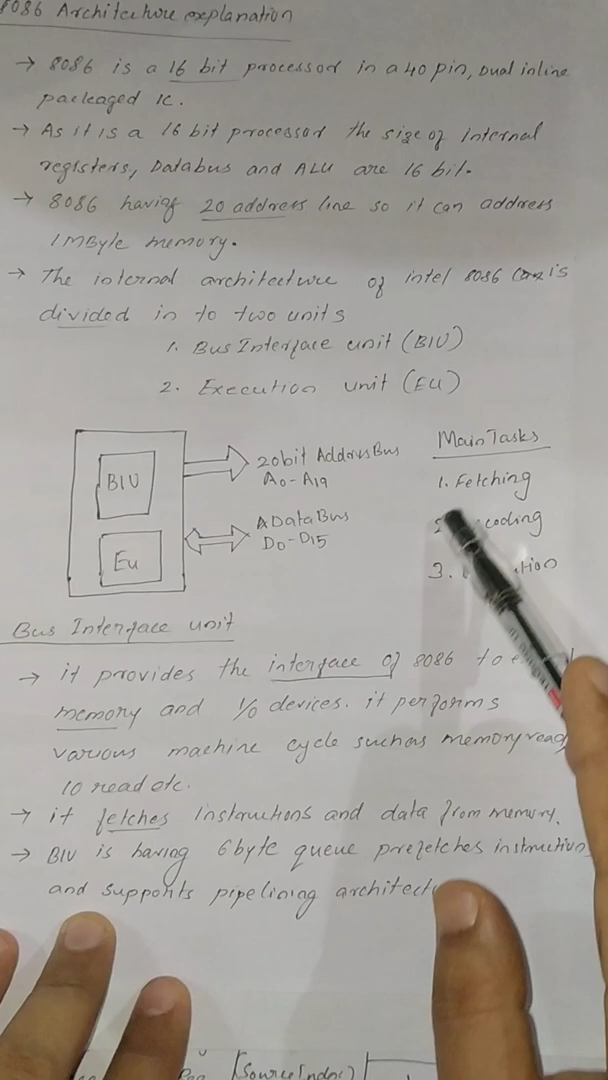 8086 Architecture explanation
→ 8086 is a 16 bit processor in a 40 pin, Dual inline
packaged IC.
→ As it is a 16 bit processor the size of internal
registers, Databus and ALU are 16 bit.
→ 8086 having 20 address line so it can address
1MByte memory.
→ The internal architecture of intel 8086 is
divided in to two units
1. Bus Interface unit (BIU)
2. Execution unit (EU)
BIU
Eu
20bit Address Bus
A0-A19
Data Bus
D0-D15
Main Tasks
1. Fetching
coding
3.
Bus Interface unit
→ it provides the interface of 8086 to
memory and I/O devices. it performs
various machine cycle suchas memory read
IO read etc.
→ it fetches instructions and data from memory.
→ BIU is having 6byte queue prefetches instruction
and supports pipelining architect
[Source Index)